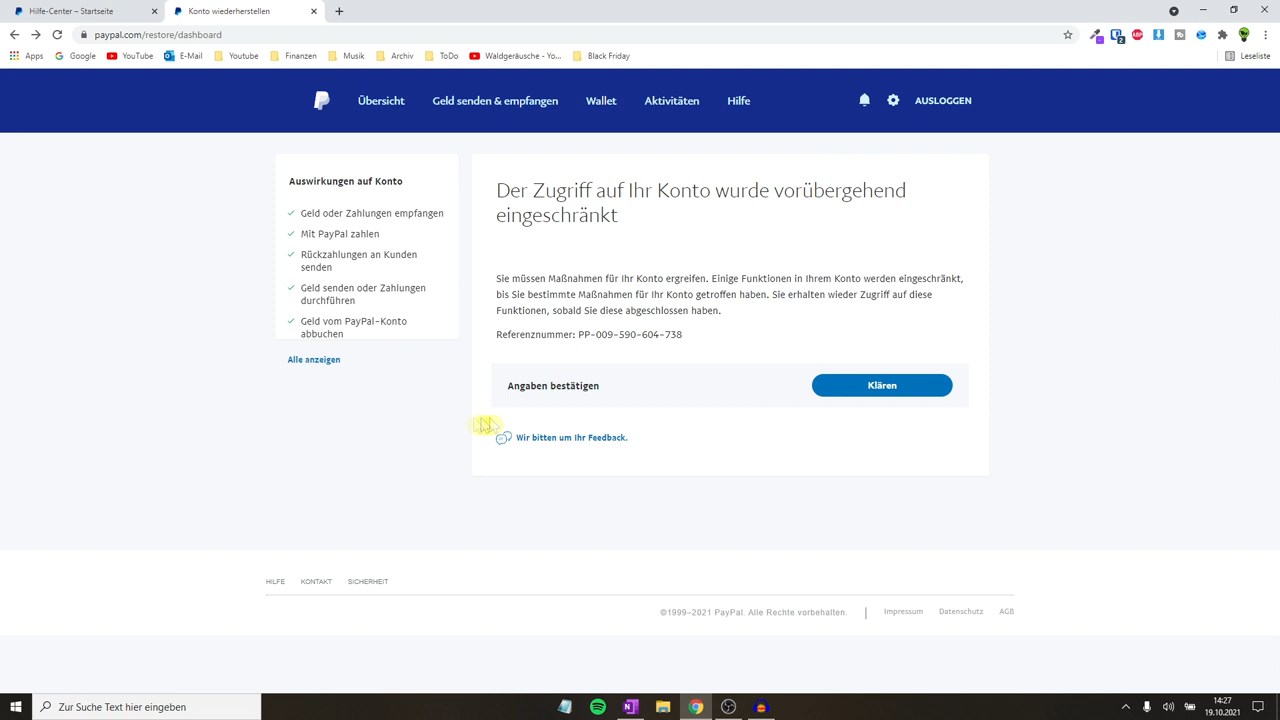 Hilfe-Center – Startseite
Konto wiederherstellen
paypal.com/restore/dashboard
ABP
2
Apps
Google
YouTube
E-Mail
Youtube
Finanzen
Musik
Archiv
ToDo
Waldgeräusche - Yo...
Black Friday
Leseliste
Übersicht
Geld senden & empfangen
Wallet
Aktivitäten
Hilfe
AUSLOGGEN
Auswirkungen auf Konto
Geld oder Zahlungen empfangen
Mit PayPal zahlen
Rückzahlungen an Kunden
senden
Geld senden oder Zahlungen
durchführen
Geld vom PayPal-Konto
abbuchen
Alle anzeigen
Der Zugriff auf Ihr Konto wurde vorübergehend
eingeschränkt
Sie müssen Maßnahmen für Ihr Konto ergreifen. Einige Funktionen in Ihrem Konto werden eingeschränkt,
bis Sie bestimmte Maßnahmen für Ihr Konto getroffen haben. Sie erhalten wieder Zugriff auf diese
Funktionen, sobald Sie diese abgeschlossen haben.
Referenznummer: PP-009-590-604-738
Angaben bestätigen
Klären
Wir bitten um Ihr Feedback.
HILFE
KONTAKT
SICHERHEIT
©1999–2021 PayPal. Alle Rechte vorbehalten.
Impressum
Datenschutz
AGB
Zur Suche Text hier eingeben
14:27
19.10.2021